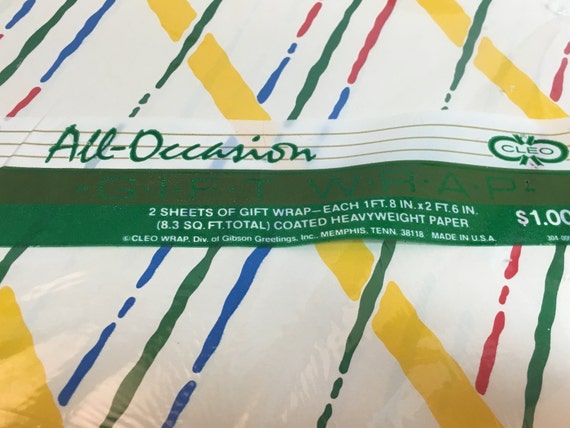 All-Occasion
CLEO
GIFT WRAP
2 SHEETS OF GIFT WRAP—EACH 1FT. 8 IN. x 2 FT. 6 IN.
(8.3 SQ. FT. TOTAL) COATED HEAVYWEIGHT PAPER
$1.00
©CLEO WRAP, Div. of Gibson Greetings, Inc., MEMPHIS, TENN. 38118 MADE IN U.S.A.